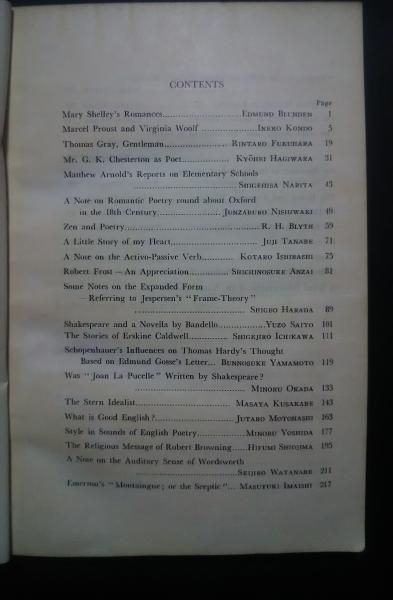 CONTENTS
Page
Mary Shelley's Romances........................EDMUND BLUNDEN 1
Marcel Proust and Virginia Woolf ..................INEKO KONDO 5
Thomas Gray, Gentleman...................RINTARO FUKUHARA 19
Mr. G. K. Chesterton as Poet................KYŌHEI HAGIWARA 31
Matthew Arnold's Reports on Elementary Schools
..............................SHIGEHISA NARITA 43
A Note on Romantic Poetry round about Oxford
in the 18th Century....................JUNZABURO NISHIWAKI 49
Zen and Poetry.......................................R. H. BLYTH 59
A Little Story of my Heart............................JUJI TANABE 71
A Note on the Activo-Passive Verb..........KOTARO ISHIBASHI 75
Robert Frost—An Appreciation............SHICHINOSUKE ANZAI 81
Some Notes on the Expanded Form
—Referring to Jespersen's "Frame-Theory"
..............................SHIGEO HARADA 89
Shakespeare and a Novella by Bandello.................YUZO SAIYO 101
The Stories of Erskine Caldwell............SHIGEJIRO ICHIKAWA 111
Schopenhauer's Influences on Thomas Hardy's Thought
Based on Edmund Gosse's Letter...BUNNOSUKE YAMAMOTO 119
Was "Joan La Pucelle" Written by Shakespeare?
..............................MINORU OKADA 133
The Stern Idealist...........................MASAYA KUSAKABE 143
What is Good English?......................JUTARO MOTOHASHI 163
Style in Sounds of English Poetry................MINORU YOSHIDA 177
The Religious Message of Robert Browning......HIFUMI SHIGIMA 195
A Note on the Auditory Sense of Wordsworth
..............................SEIJIRO WATANABE 211
Emerson's "Montaingne; or the Sceptic"...MASUYUKI IMAISHI 217